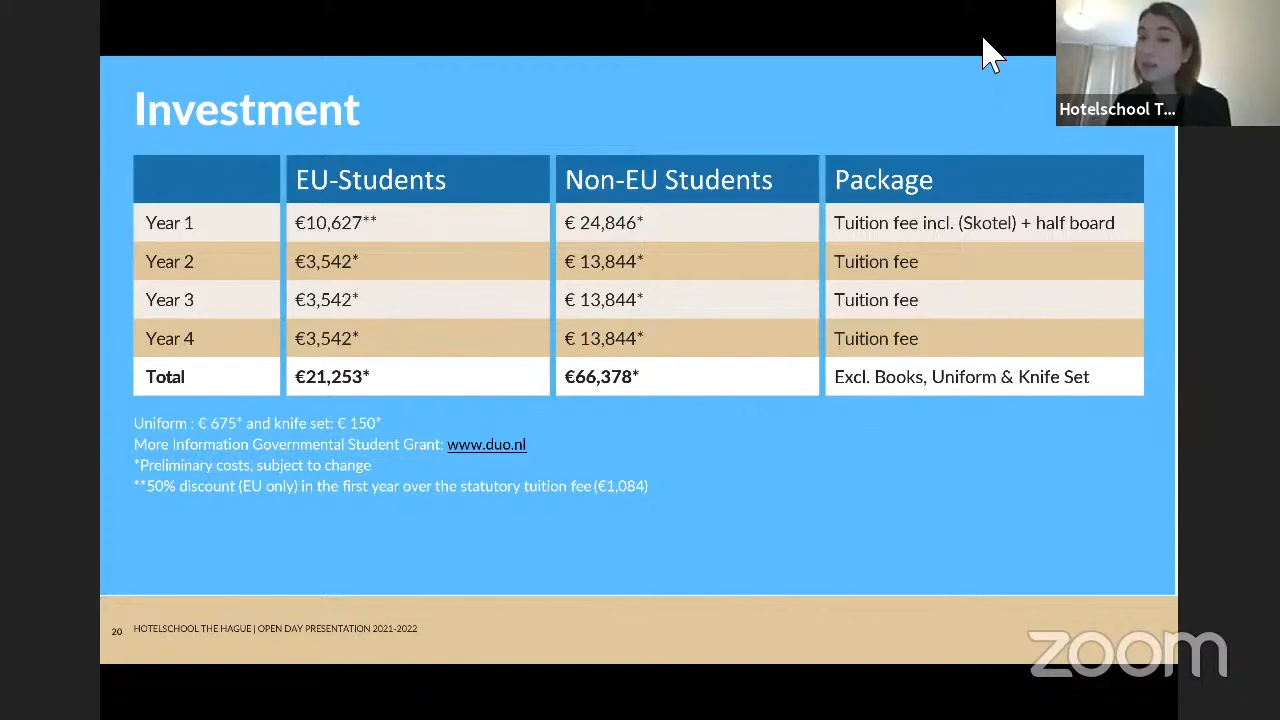 Hotelschool T...
Investment
EU-Students Non-EU Students Package
Year 1 €10,627** € 24,846* Tuition fee incl. (Skotel) + half board
Year 2 €3,542* € 13,844* Tuition fee
Year 3 €3,542* € 13,844* Tuition fee
Year 4 €3,542* € 13,844* Tuition fee
Total €21,253* €66,378* Excl. Books, Uniform & Knife Set
Uniform : € 675* and knife set: € 150*
More Information Governmental Student Grant: www.duo.nl
*Preliminary costs, subject to change
**50% discount (EU only) in the first year over the statutory tuition fee (€1,084)
20 HOTELSCHOOL THE HAGUE | OPEN DAY PRESENTATION 2021-2022
zoom